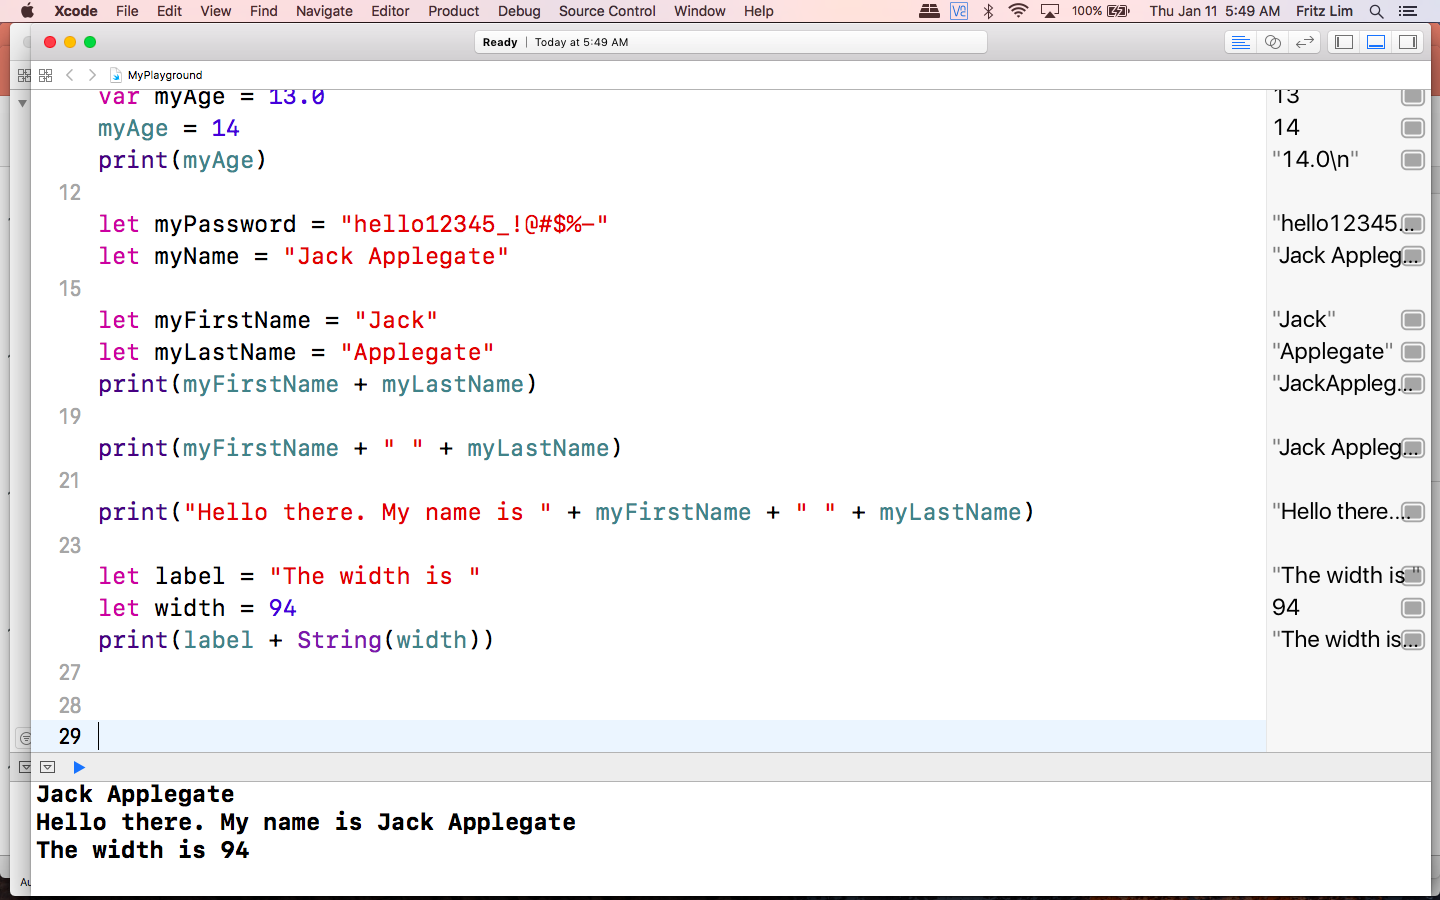 Xcode File Edit View Find Navigate Editor Product Debug Source Control Window Help 100% Thu Jan 11 5:49 AM Fritz Lim
Ready | Today at 5:49 AM
MyPlayground
var myAge = 13.0 13
myAge = 14 14
print(myAge) "14.0\n"
12
let myPassword = "hello12345_!@#$%-" "hello12345...
let myName = "Jack Applegate" "Jack Appleg...
15
let myFirstName = "Jack" "Jack"
let myLastName = "Applegate" "Applegate"
print(myFirstName + myLastName) "JackAppleg...
19
print(myFirstName + " " + myLastName) "Jack Appleg...
21
print("Hello there. My name is " + myFirstName + " " + myLastName) "Hello there....
23
let label = "The width is " "The width is "
let width = 94 94
print(label + String(width)) "The width is...
27
28
29
Jack Applegate
Hello there. My name is Jack Applegate
The width is 94